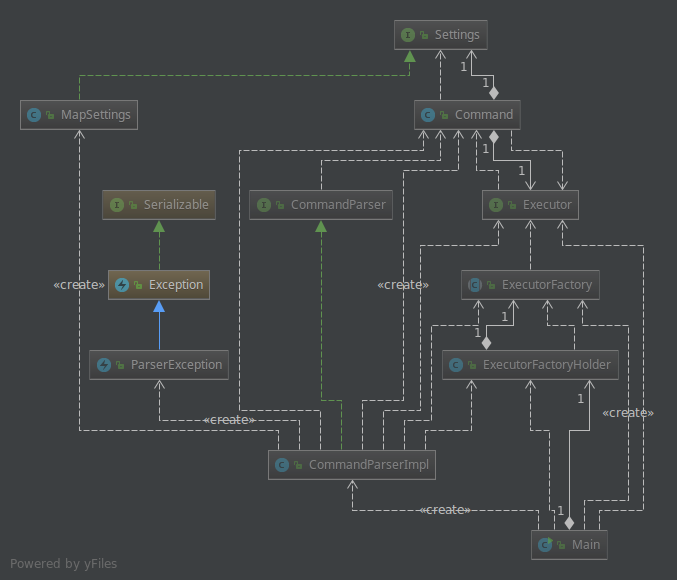 I Settings
1
1
C MapSettings
C Command
1
1
I Serializable
I CommandParser
I Executor
«create»
Exception
«create»
C ExecutorFactory
1
1
ParserException
C ExecutorFactoryHolder
1
«create»
«create»
C CommandParserImpl
«create»
1
C Main
Powered by yFiles